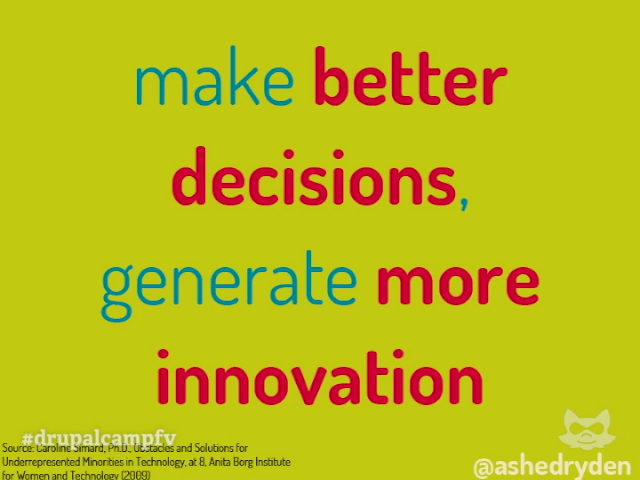 make better
decisions,
generate more
innovation
#drupalcampfv
Source: Caroline Simard, Ph.D., Obstacles and Solutions for
Underrepresented Minorities in Technology, at 8, Anita Borg Institute
for Women and Technology (2009)
@ashedryden